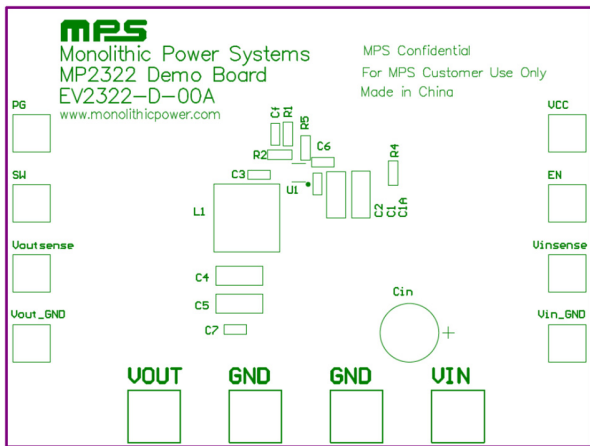 mps
Monolithic Power Systems
MP2322 Demo Board
EV2322-D-00A
www.monolithicpower.com
MPS Confidential
For MPS Customer Use Only
Made in China
PG
VCC
Cf
R1
R5
R2
C6
R4
C3
U1
SW
EN
L1
C2
C1
C1A
Voutsense
Vinsense
C4
C5
Cin
Vout_GND
Vin_GND
C7
VOUT
GND
GND
VIN